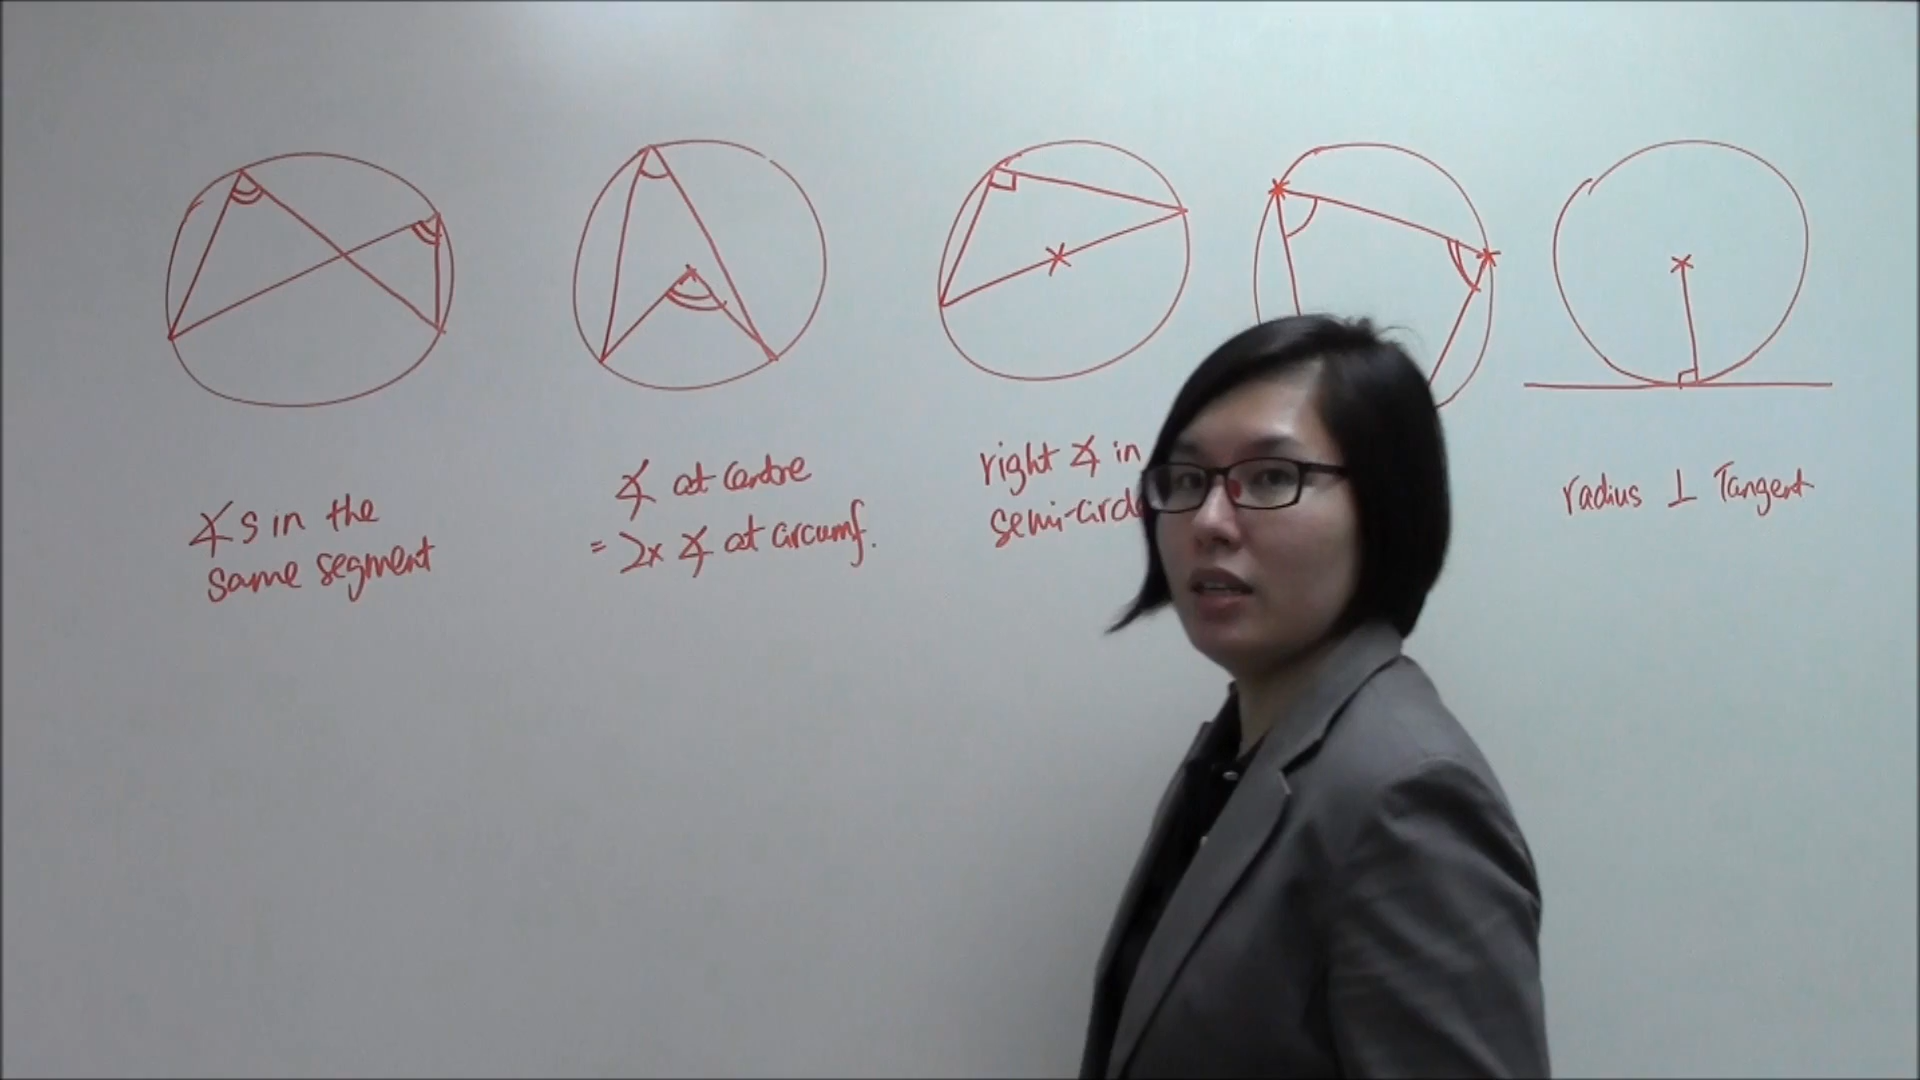 ∡s in the
same segment
∡ at centre
= 2x ∡ at circumf.
right ∡ in
semi-circle
radius ⊥ Tangent